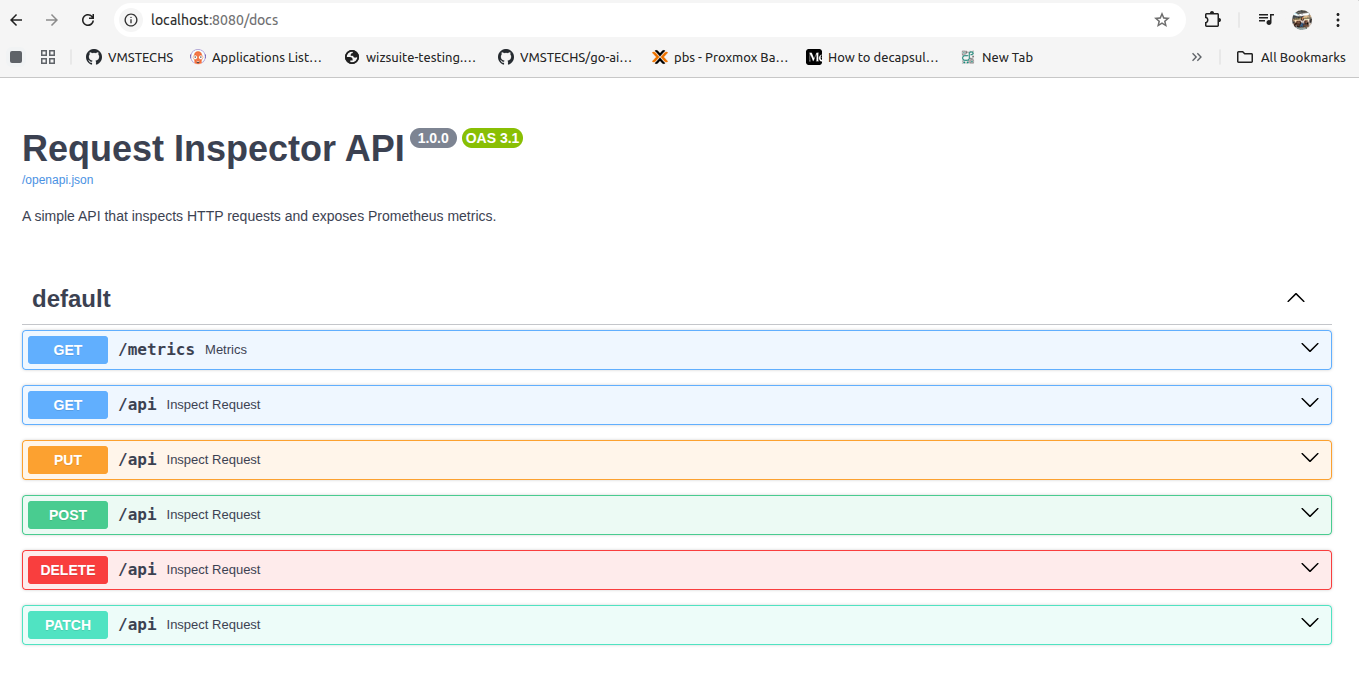 localhost:8080/docs
VMSTECHS Applications List... wizsuite-testing.... VMSTECHS/go-ai... pbs - Proxmox Ba... How to decapsul... New Tab » All Bookmarks
Request Inspector API 1.0.0 OAS 3.1
/openapi.json
A simple API that inspects HTTP requests and exposes Prometheus metrics.
default
GET /metrics Metrics
GET /api Inspect Request
PUT /api Inspect Request
POST /api Inspect Request
DELETE /api Inspect Request
PATCH /api Inspect Request